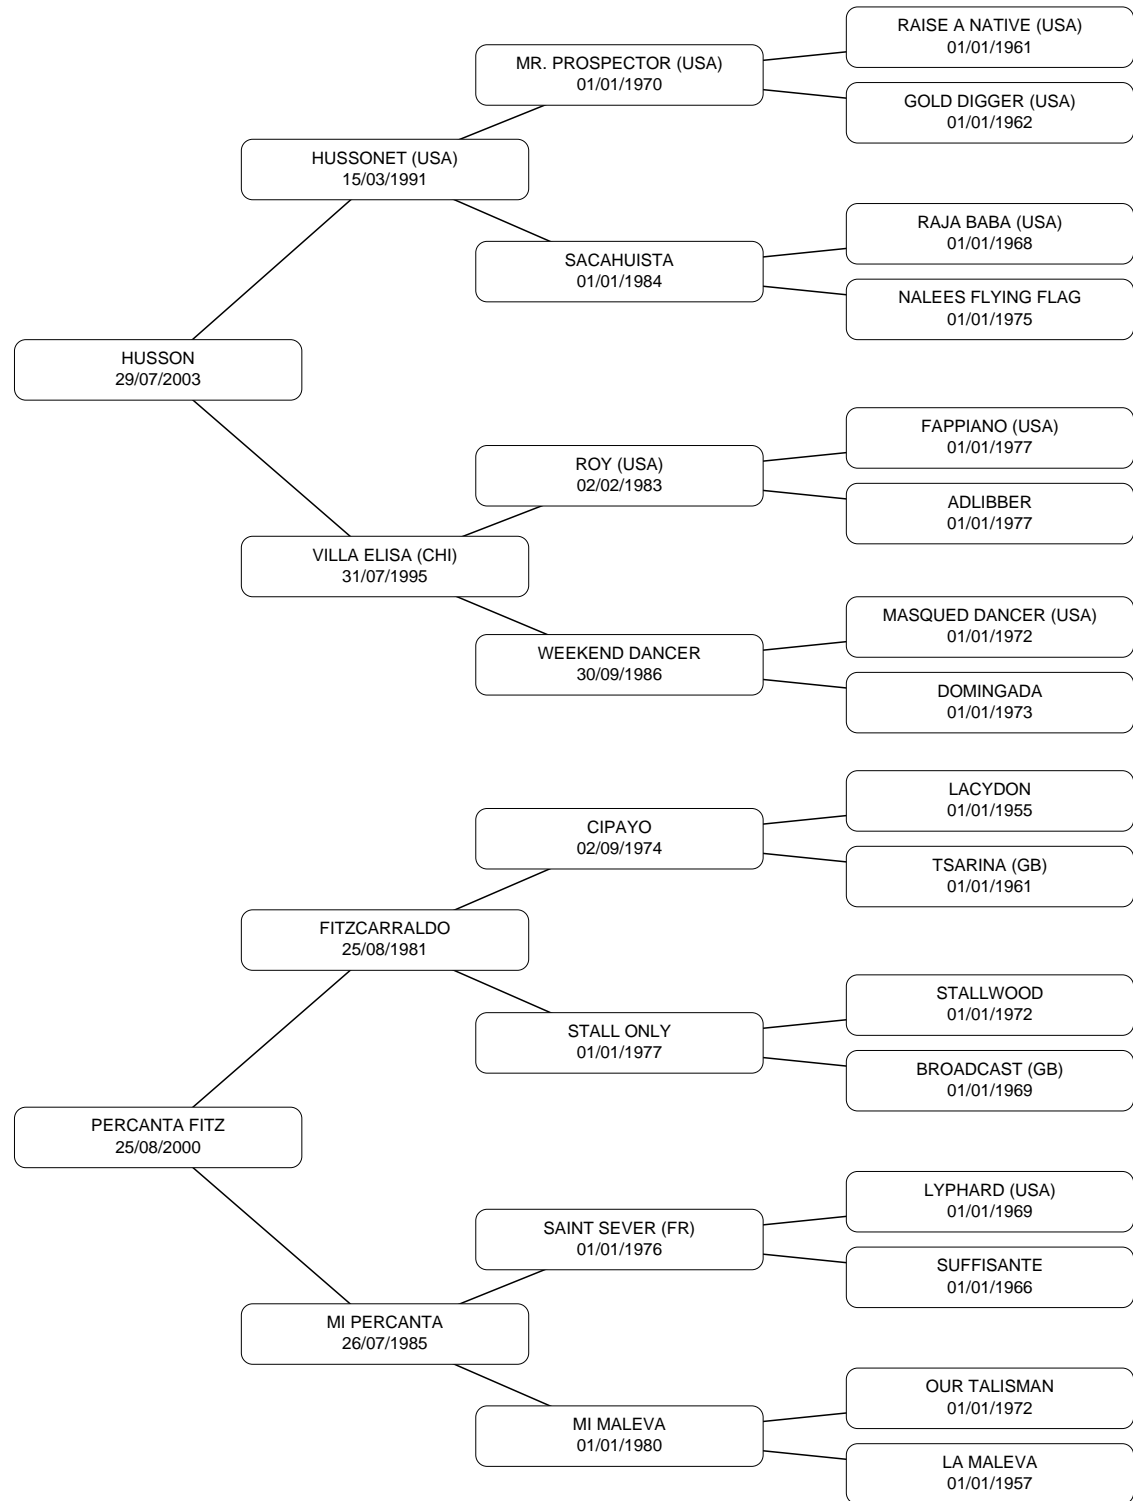 RAISE A NATIVE (USA)
01/01/1961
MR. PROSPECTOR (USA)
01/01/1970
GOLD DIGGER (USA)
01/01/1962
HUSSONET (USA)
15/03/1991
RAJA BABA (USA)
01/01/1968
SACAHUISTA
01/01/1984
NALEES FLYING FLAG
01/01/1975
HUSSON
29/07/2003
FAPPIANO (USA)
01/01/1977
ROY (USA)
02/02/1983
ADLIBBER
01/01/1977
VILLA ELISA (CHI)
31/07/1995
MASQUED DANCER (USA)
01/01/1972
WEEKEND DANCER
30/09/1986
DOMINGADA
01/01/1973
LACYDON
01/01/1955
CIPAYO
02/09/1974
TSARINA (GB)
01/01/1961
FITZCARRALDO
25/08/1981
STALLWOOD
01/01/1972
STALL ONLY
01/01/1977
BROADCAST (GB)
01/01/1969
PERCANTA FITZ
25/08/2000
LYPHARD (USA)
01/01/1969
SAINT SEVER (FR)
01/01/1976
SUFFISANTE
01/01/1966
MI PERCANTA
26/07/1985
OUR TALISMAN
01/01/1972
MI MALEVA
01/01/1980
LA MALEVA
01/01/1957